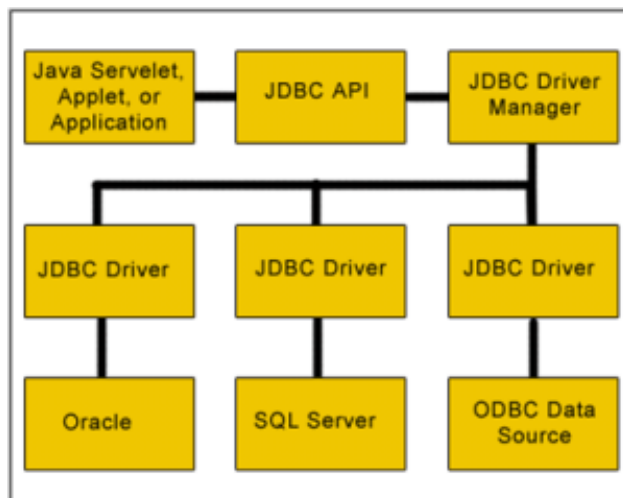 Java Servelet,
Applet, or
Application
JDBC API
JDBC Driver
Manager
JDBC Driver
JDBC Driver
JDBC Driver
Oracle
SQL Server
ODBC Data
Source